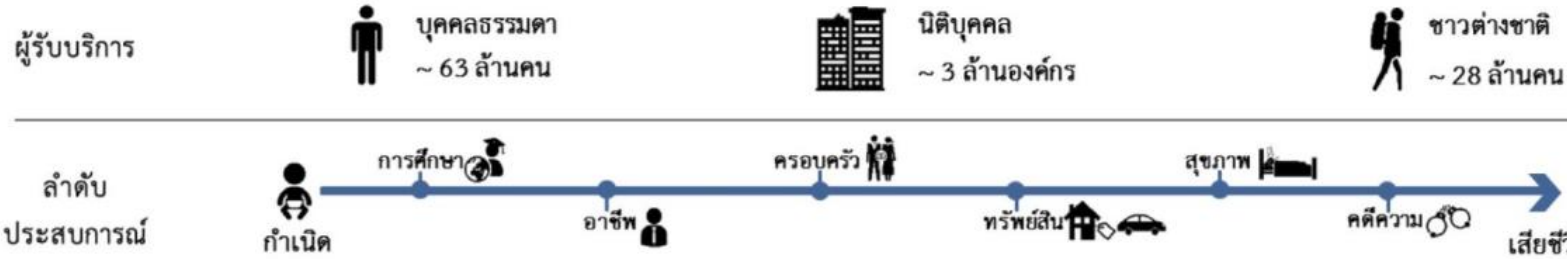 ผู้รับบริการ
บุคคลธรรมดา
~ 63 ล้านคน
นิติบุคคล
~ 3 ล้านองค์กร
ชาวต่างชาติ
~ 28 ล้านคน
ลำดับ
ประสบการณ์
กำเนิด
การศึกษา
อาชีพ
ครอบครัว
ทรัพย์สิน
สุขภาพ
คดีความ